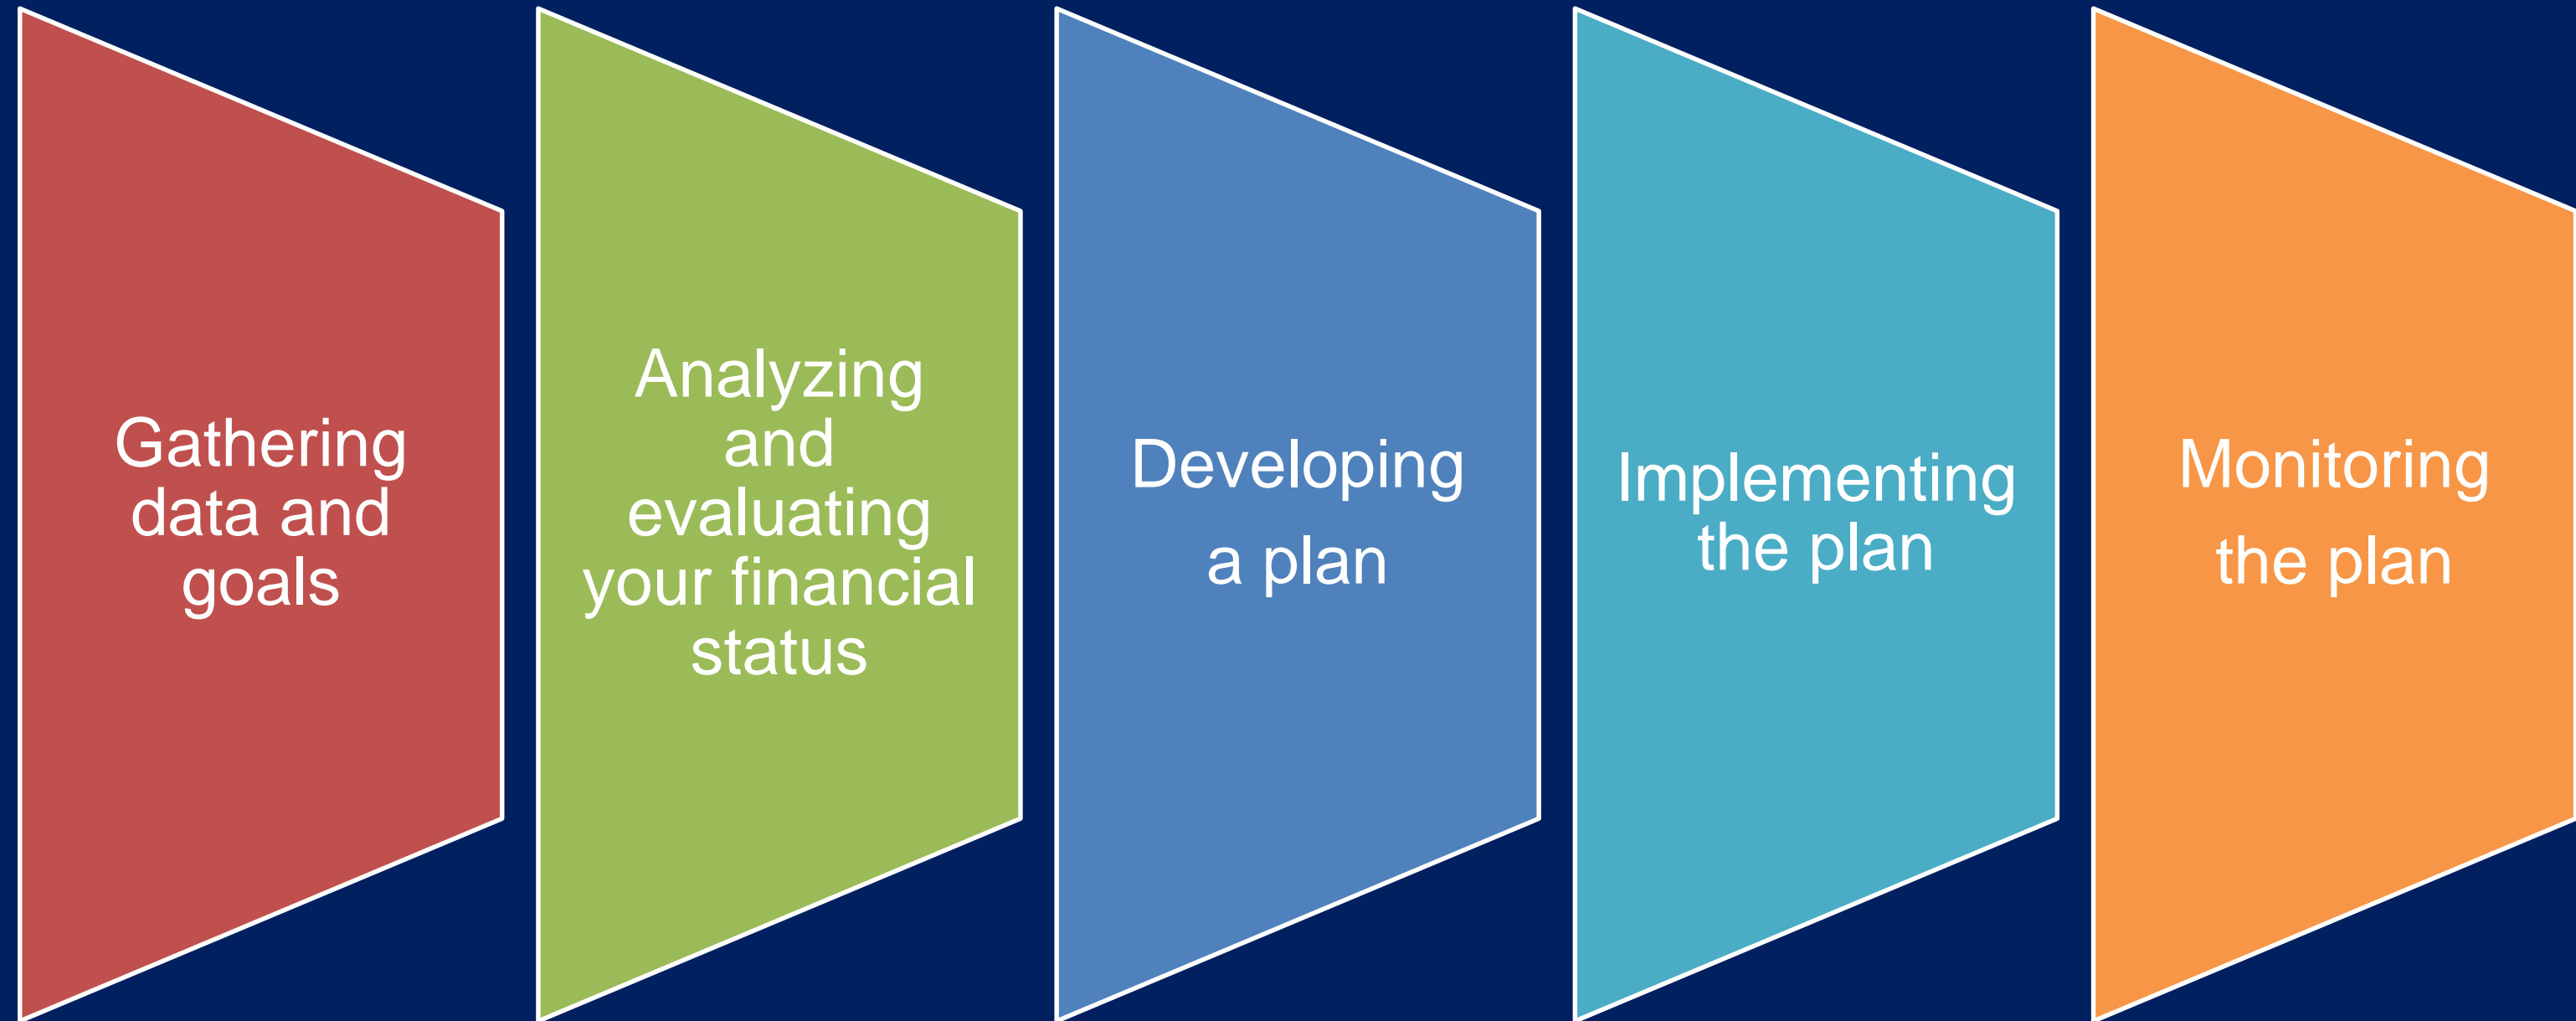 Gathering
data and
goals
Analyzing
and
evaluating
your financial
status
Developing
a plan
Implementing
the plan
Monitoring
the plan